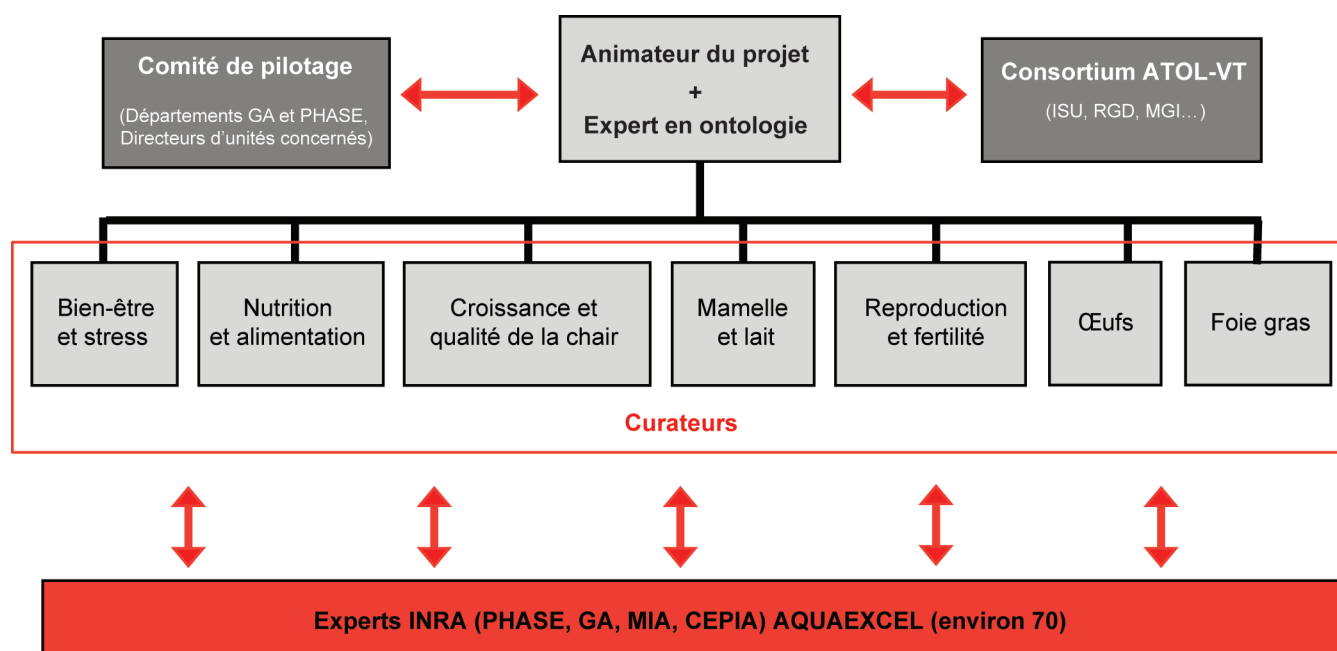 Comité de pilotage
(Départements GA et PHASE,
Directeurs d’unités concernés)
Animateur du projet
+
Expert en ontologie
Consortium ATOL-VT
(ISU, RGD, MGI…)
Bien-être
et stress
Nutrition
et alimentation
Croissance et
qualité de la chair
Mamelle
et lait
Reproduction
et fertilité
Œufs
Foie gras
Curateurs
Experts INRA (PHASE, GA, MIA, CEPIA) AQUAEXCEL (environ 70)